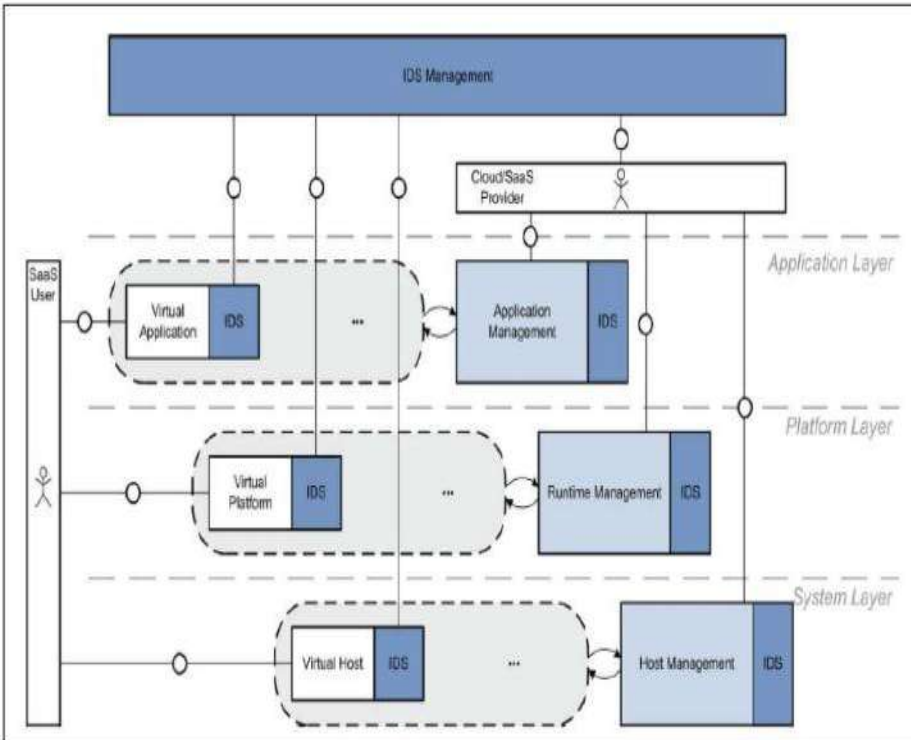 IDS Management
Cloud/SaaS
Provider
Application Layer
SaaS
User
Virtual
Application
IDS
...
Application
Management
IDS
Platform Layer
Virtual
Platform
IDS
...
Runtime Management
IDS
System Layer
Virtual Host
IDS
...
Host Management
IDS